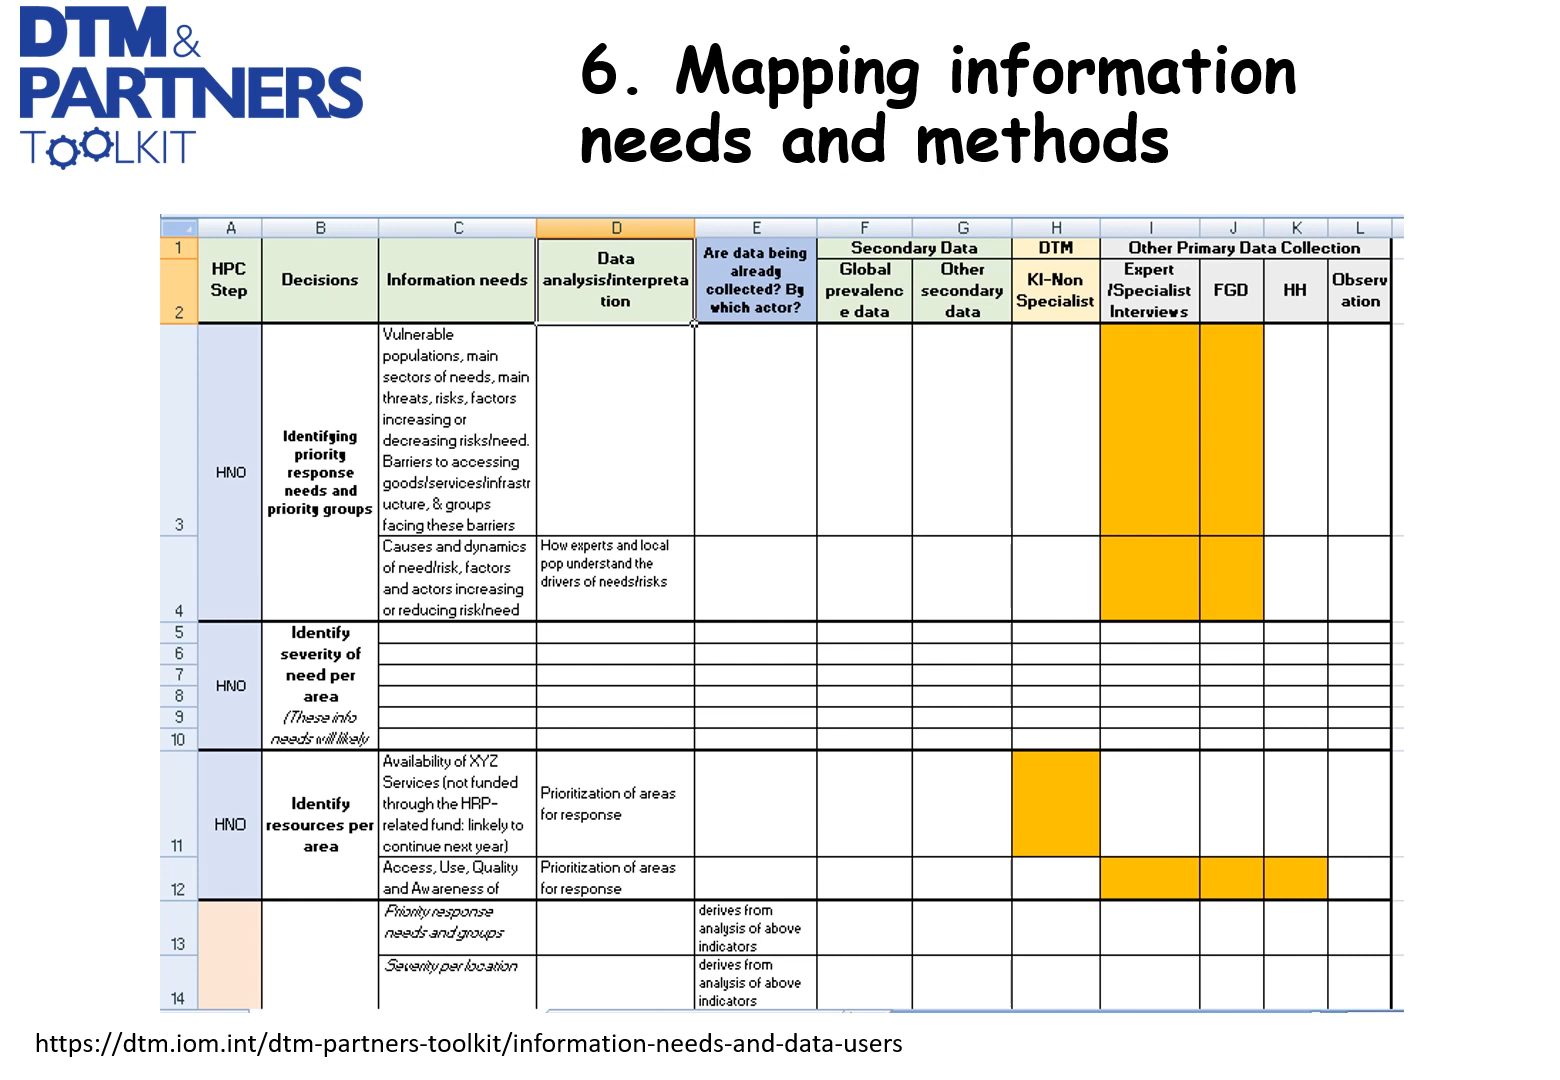 DTM &
PARTNERS
TOOLKIT
6. Mapping information
needs and methods
A B C D E F G H I J K L
1
2
HPC
Step
Decisions
Information needs
Data
analysis/interpreta
tion
Are data being
already
collected? By
which actor?
Secondary Data
Global
prevalenc
e data
Other
secondary
data
DTM
KI-Non
Specialist
Other Primary Data Collection
Expert
/Specialist
Interviews
FGD
HH
Observ
ation
3
HNO
Identifying
priority
response
needs and
priority groups
Vulnerable
populations, main
sectors of needs, main
threats, risks, factors
increasing or
decreasing risks/need.
Barriers to accessing
goods/services/infrastr
ucture, & groups
facing these barriers
4
Causes and dynamics
of need/risk, factors
and actors increasing
or reducing risk/need
How experts and local
pop understand the
drivers of needs/risks
5
6
7
8
9
10
HNO
Identify
severity of
need per
area
(These info
needs will likely
11
HNO
Identify
resources per
area
Availability of XYZ
Services (not funded
through the HRP-
related fund: linkely to
continue next year)
Prioritization of areas
for response
12
Access, Use, Quality
and Awareness of
Prioritization of areas
for response
13
Priority response
needs and groups
derives from
analysis of above
indicators
14
Severity per location
derives from
analysis of above
indicators
https://dtm.iom.int/dtm-partners-toolkit/information-needs-and-data-users